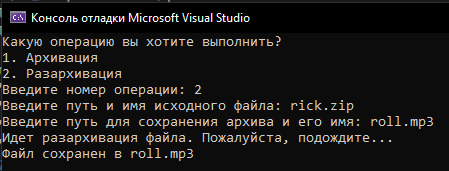 Консоль отладки Microsoft Visual Studio
Какую операцию вы хотите выполнить?
1. Архивация
2. Разархивация
Введите номер операции: 2
Введите путь и имя исходного файла: rick.zip
Введите путь для сохранения архива и его имя: roll.mp3
Идет разархивация файла. Пожалуйста, подождите...
Файл сохранен в roll.mp3